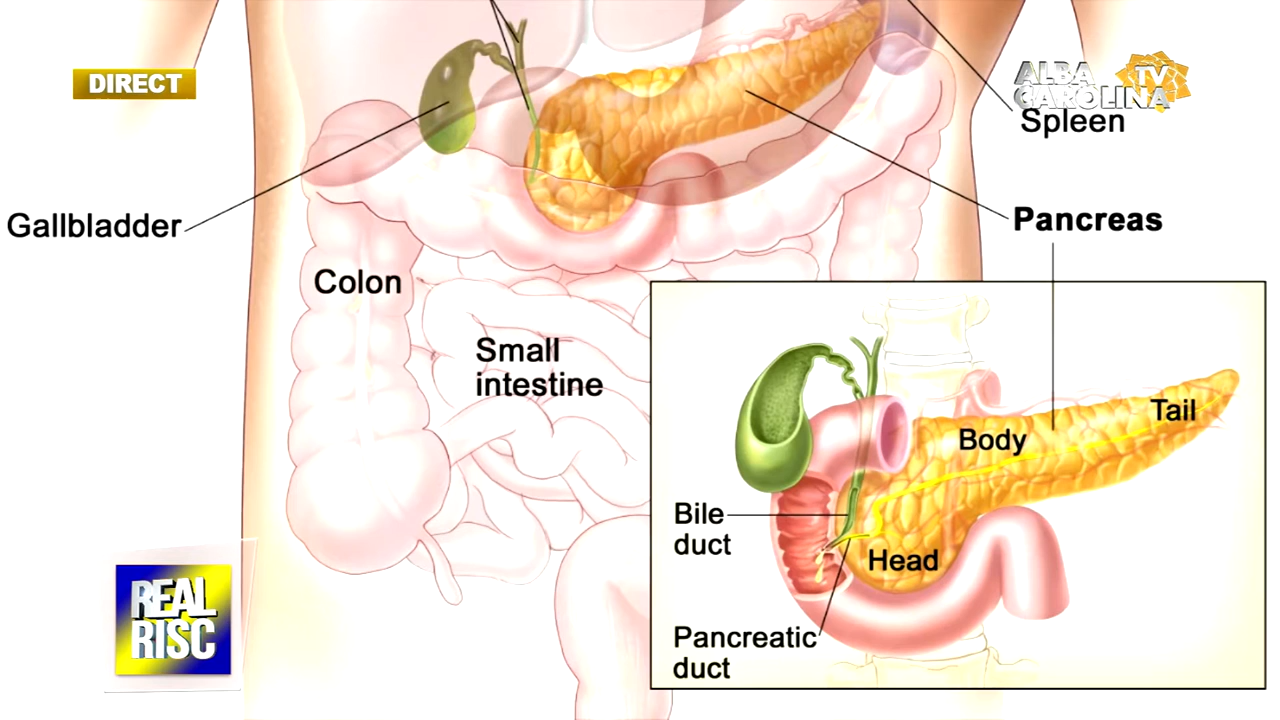 DIRECT
ALBA
CAROLINA
TV
Spleen
Gallbladder
Pancreas
Colon
Small
intestine
Tail
Body
Bile
duct
Head
Pancreatic
duct
REAL
RISC